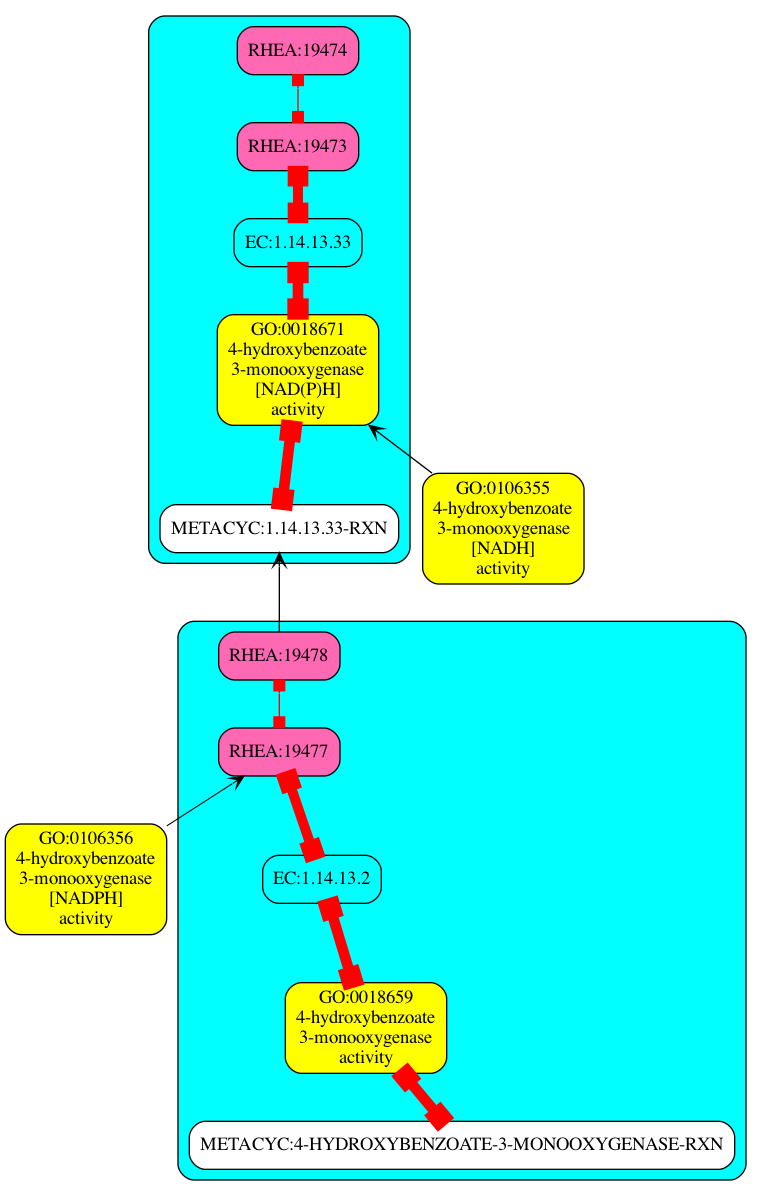 RHEA:19474
RHEA:19473
EC:1.14.13.33
GO:0018671
4-hydroxybenzoate
3-monooxygenase
[NAD(P)H]
activity
GO:0106355
4-hydroxybenzoate
3-monooxygenase
[NADH]
activity
METACYC:1.14.13.33-RXN
RHEA:19478
RHEA:19477
GO:0106356
4-hydroxybenzoate
3-monooxygenase
[NADPH]
activity
EC:1.14.13.2
GO:0018659
4-hydroxybenzoate
3-monooxygenase
activity
METACYC:4-HYDROXYBENZOATE-3-MONOOXYGENASE-RXN